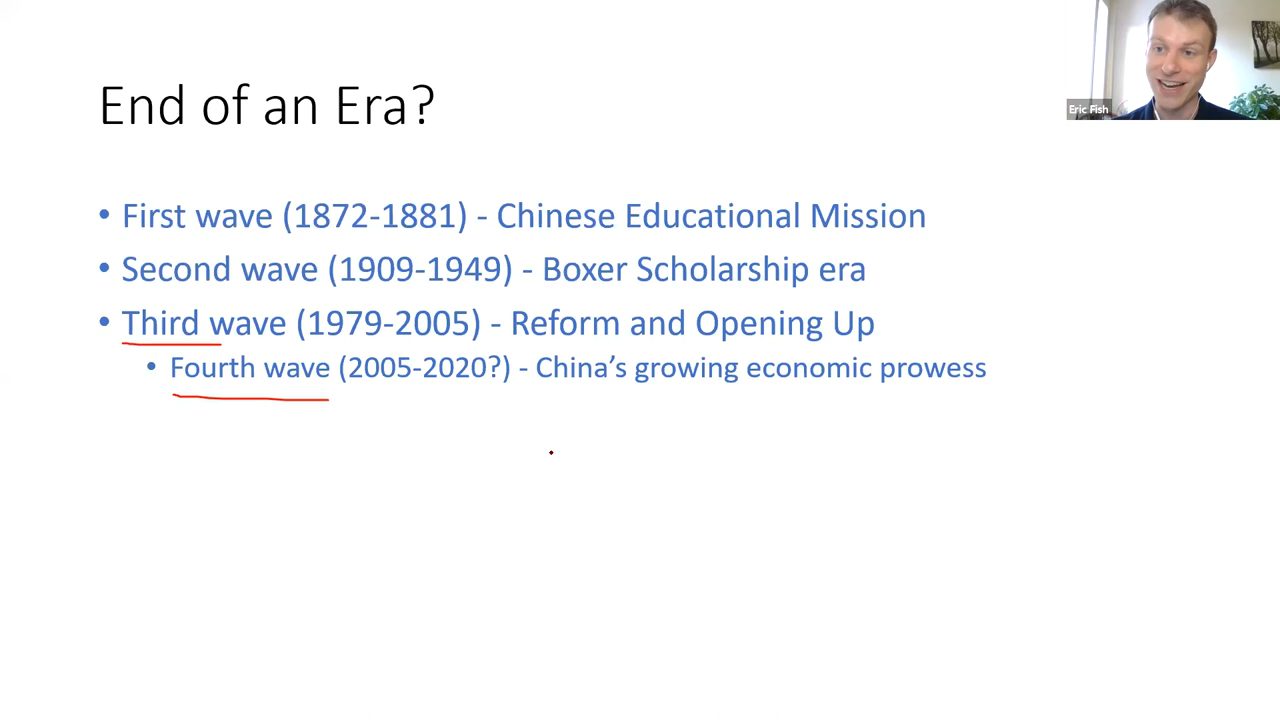 End of an Era?
Eric Fish
• First wave (1872-1881) - Chinese Educational Mission
• Second wave (1909-1949) - Boxer Scholarship era
• Third wave (1979-2005) - Reform and Opening Up
• Fourth wave (2005-2020?) - China’s growing economic prowess